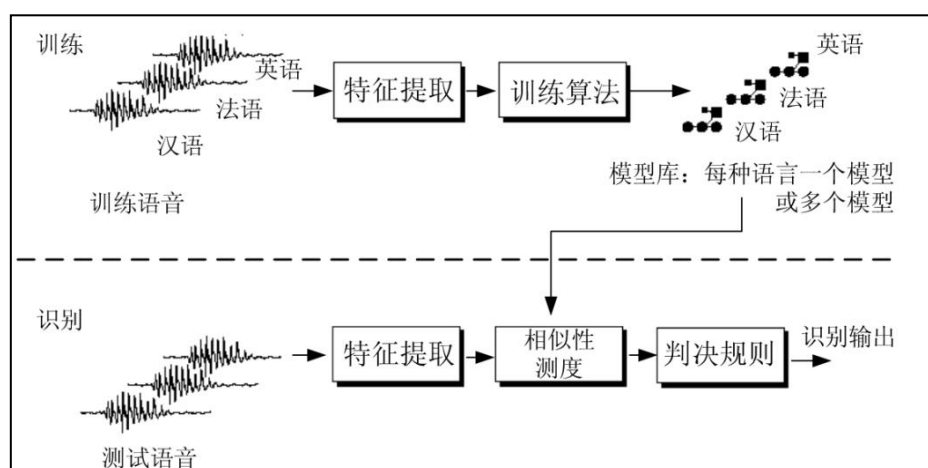 训练
英语
法语
汉语
训练语音
特征提取
训练算法
英语
法语
汉语
模型库：每种语言一个模型
或多个模型
识别
测试语音
特征提取
相似性
测度
判决规则
识别输出